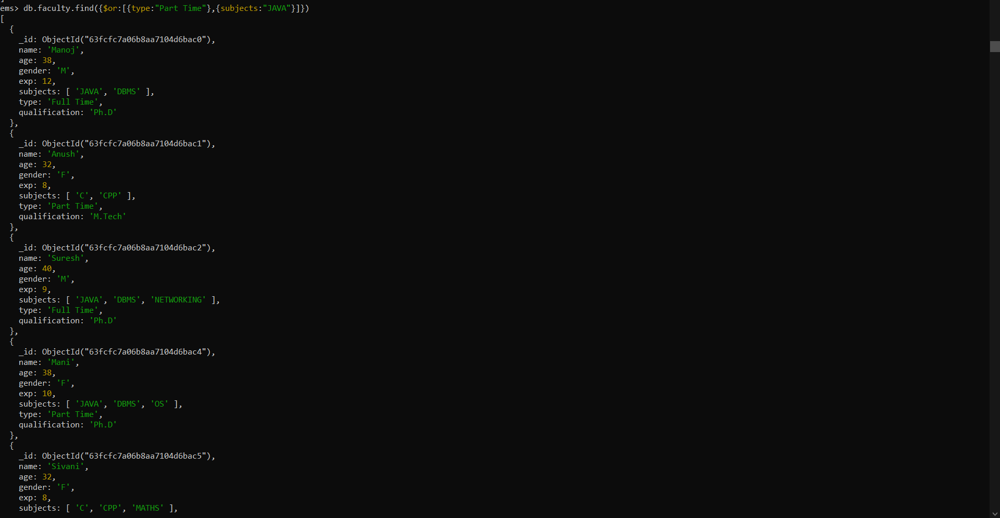 ]
ems> db.faculty.find({$or:[{type:"Part Time"},{subjects:"JAVA"}]})
[
  {
    _id: ObjectId("63fcfc7a06b8aa7104d6bac0"),
    name: 'Manoj',
    age: 38,
    gender: 'M',
    exp: 12,
    subjects: [ 'JAVA', 'DBMS' ],
    type: 'Full Time',
    qualification: 'Ph.D'
  },
  {
    _id: ObjectId("63fcfc7a06b8aa7104d6bac1"),
    name: 'Anush',
    age: 32,
    gender: 'F',
    exp: 8,
    subjects: [ 'C', 'CPP' ],
    type: 'Part Time',
    qualification: 'M.Tech'
  },
  {
    _id: ObjectId("63fcfc7a06b8aa7104d6bac2"),
    name: 'Suresh',
    age: 40,
    gender: 'M',
    exp: 9,
    subjects: [ 'JAVA', 'DBMS', 'NETWORKING' ],
    type: 'Full Time',
    qualification: 'Ph.D'
  },
  {
    _id: ObjectId("63fcfc7a06b8aa7104d6bac4"),
    name: 'Mani',
    age: 38,
    gender: 'F',
    exp: 10,
    subjects: [ 'JAVA', 'DBMS', 'OS' ],
    type: 'Part Time',
    qualification: 'Ph.D'
  },
  {
    _id: ObjectId("63fcfc7a06b8aa7104d6bac5"),
    name: 'Sivani',
    age: 32,
    gender: 'F',
    exp: 8,
    subjects: [ 'C', 'CPP', 'MATHS' ],